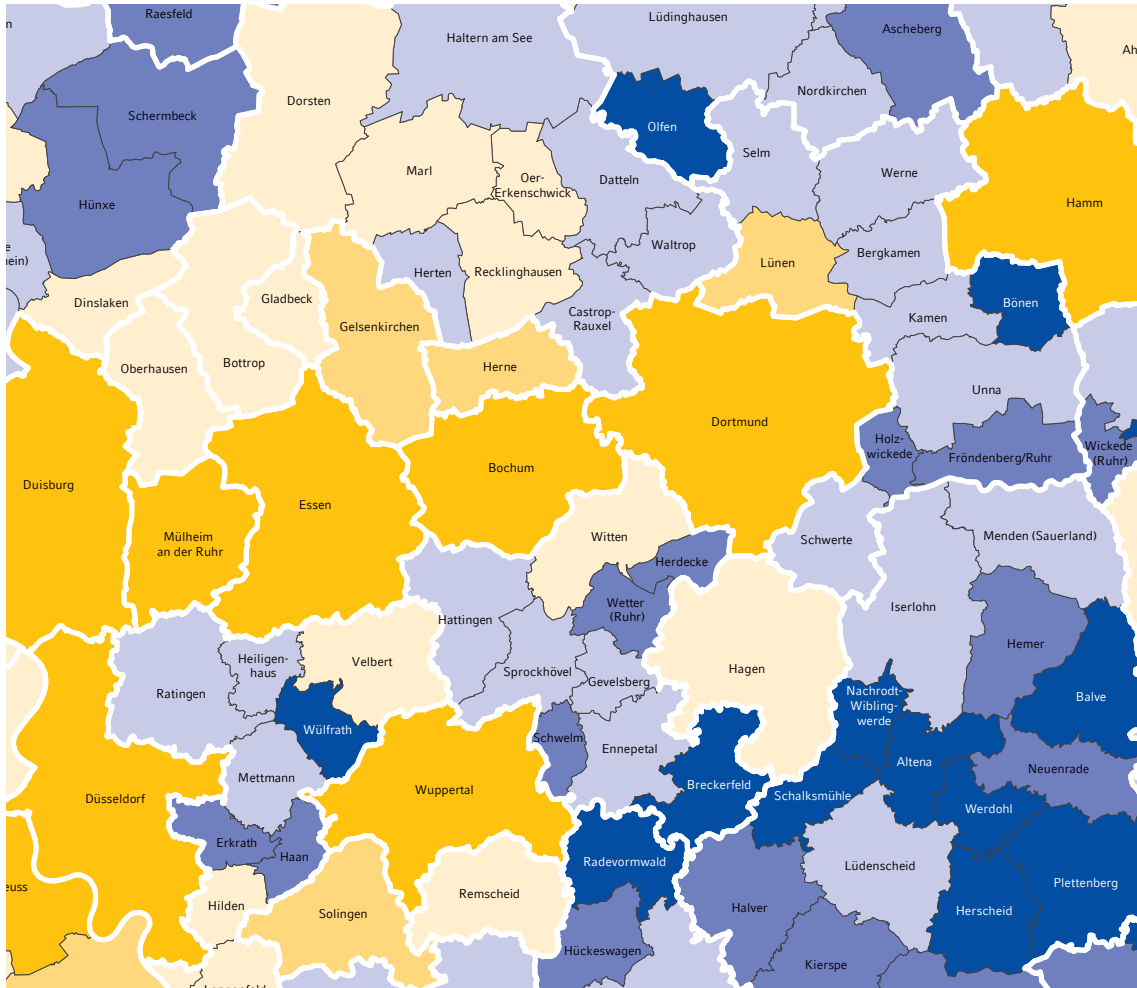 n
Raesfeld
Haltern am See
Lüdinghausen
Ascheberg
Ah
Dorsten
Schermbeck
Nordkirchen
Olfen
Selm
Marl
Oer-
Erkenschwick
Datteln
Werne
Hünxe
Hamm
Waltrop
Bergkamen
e
ein)
Herten
Recklinghausen
Lünen
Dinslaken
Gladbeck
Bönen
Gelsenkirchen
Castrop-
Rauxel
Kamen
Oberhausen
Bottrop
Herne
Unna
Dortmund
Holz-
wickede
Fröndenberg/Ruhr
Wickede
(Ruhr)
Duisburg
Bochum
Essen
Mülheim
an der Ruhr
Witten
Schwerte
Menden (Sauerland)
Herdecke
Wetter
(Ruhr)
Iserlohn
Hattingen
Hemer
Heiligen-
haus
Velbert
Sprockhövel
Gevelsberg
Hagen
Ratingen
Nachrodt-
Wibling-
werde
Balve
Wülfrath
Schwelm
Ennepetal
Altena
Neuenrade
Mettmann
Breckerfeld
Schalksmühle
Düsseldorf
Wuppertal
Werdohl
Erkrath
Haan
Radevormwald
Lüdenscheid
euss
Remscheid
Plettenberg
Hilden
Solingen
Halver
Herscheid
Hückeswagen
Kierspe
Langenfeld